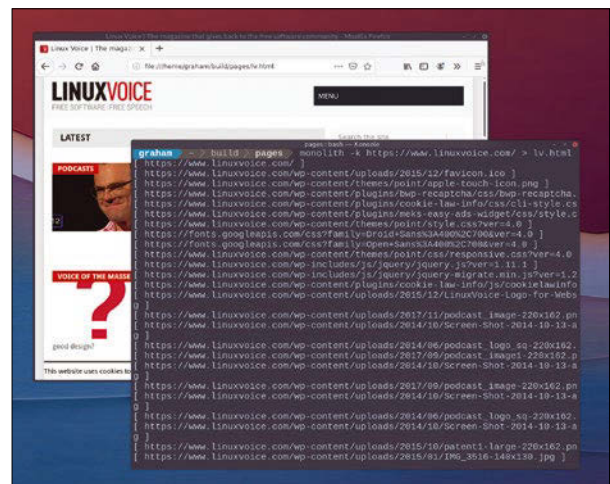 Linux Voice | The magazine that gives back to the free software community - Mozilla Firefox
Linux Voice | The magaz
file:///home/graham/build/pages/lv.html
LINUXVOICE
FREE SOFTWARE. FREE SPEECH
MENU
LATEST
Search the site
PODCASTS
VOICE OF THE MASSE
good design?
This website uses cookies to
pages : bash — Konsole
graham ~ build pages monolith -k https://www.linuxvoice.com/ > lv.html
[ https://www.linuxvoice.com/ ]
[ https://www.linuxvoice.com/wp-content/uploads/2015/12/favicon.ico ]
[ https://www.linuxvoice.com/wp-content/themes/point/apple-touch-icon.png ]
[ https://www.linuxvoice.com/wp-content/plugins/bwp-recaptcha/css/bwp-recaptcha.
[ https://www.linuxvoice.com/wp-content/plugins/cookie-law-info/css/cli-style.cs
[ https://www.linuxvoice.com/wp-content/plugins/meks-easy-ads-widget/css/style.c
[ https://www.linuxvoice.com/wp-content/themes/point/style.css?ver=4.0 ]
[ https://fonts.googleapis.com/css?family=Droid+Sans%3A400%2C700&ver=4.0 ]
[ https://fonts.googleapis.com/css?family=Open+Sans%3A400%2C700&ver=4.0 ]
[ https://www.linuxvoice.com/wp-content/themes/point/css/responsive.css?ver=4.0
[ https://www.linuxvoice.com/wp-includes/js/jquery/jquery.js?ver=1.11.1 ]
[ https://www.linuxvoice.com/wp-includes/js/jquery/jquery-migrate.min.js?ver=1.2
[ https://www.linuxvoice.com/wp-content/plugins/cookie-law-info/js/cookielawinfo
[ https://www.linuxvoice.com/wp-content/uploads/2015/12/LinuxVoice-Logo-for-Webs
g ]
[ https://www.linuxvoice.com/wp-content/uploads/2017/11/podcast_image-220x162.pn
[ https://www.linuxvoice.com/wp-content/uploads/2014/10/Screen-Shot-2014-10-13-a
g ]
[ https://www.linuxvoice.com/wp-content/uploads/2014/06/podcast_logo_sq-220x162.
[ https://www.linuxvoice.com/wp-content/uploads/2017/09/podcast_image1-220x162.p
[ https://www.linuxvoice.com/wp-content/uploads/2014/10/Screen-Shot-2014-10-13-a
g ]
[ https://www.linuxvoice.com/wp-content/uploads/2017/09/podcast_image-220x162.pn
[ https://www.linuxvoice.com/wp-content/uploads/2014/10/Screen-Shot-2014-10-13-a
g ]
[ https://www.linuxvoice.com/wp-content/uploads/2014/06/podcast_logo_sq-220x162.
[ https://www.linuxvoice.com/wp-content/uploads/2014/10/Screen-Shot-2014-10-13-a
g ]
[ https://www.linuxvoice.com/wp-content/uploads/2015/10/patent1-large-220x162.pn
[ https://www.linuxvoice.com/wp-content/uploads/2015/01/IMG_3516-140x130.jpg ]